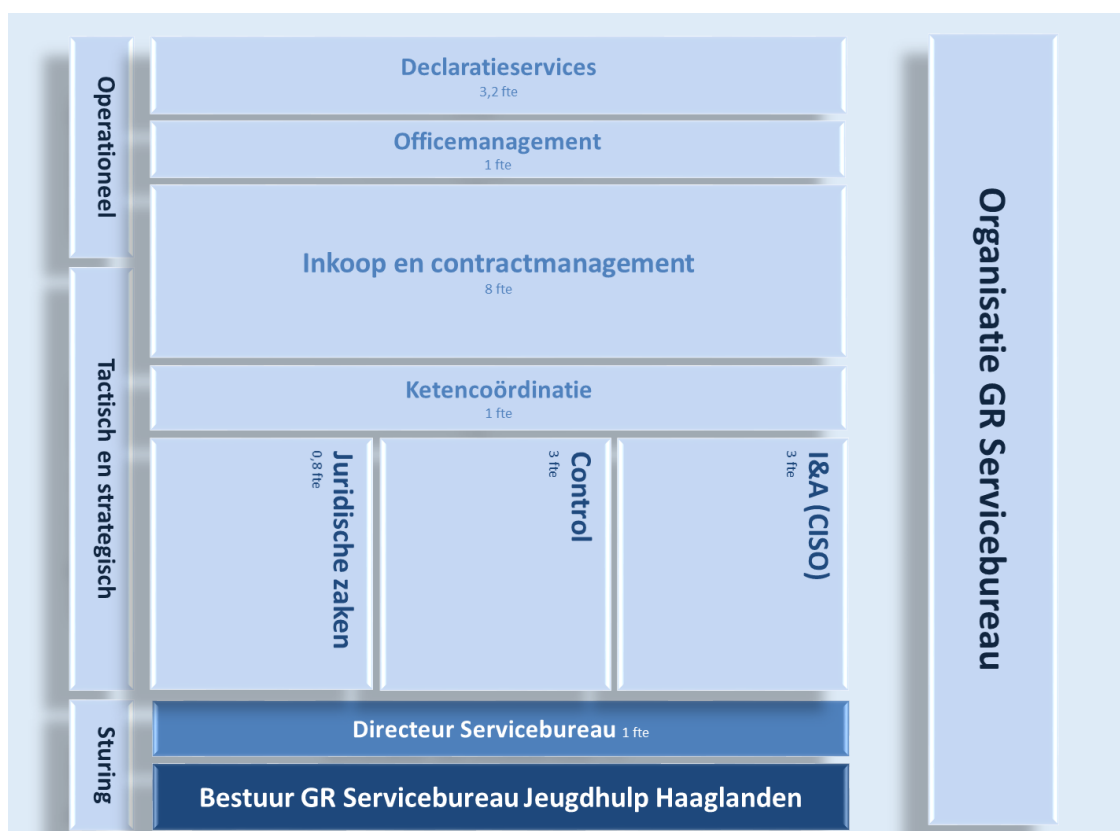 Operationeel
Declaratieservices
3,2 fte
Officemanagement
1 fte
Inkoop en contractmanagement
8 fte
Tactisch en strategisch
Ketencoördinatie
1 fte
Juridische zaken
0,8 fte
Control
3 fte
I&A (CISO)
3 fte
Sturing
Directeur Servicebureau 1 fte
Bestuur GR Servicebureau Jeugdhulp Haaglanden
Organisatie GR Servicebureau